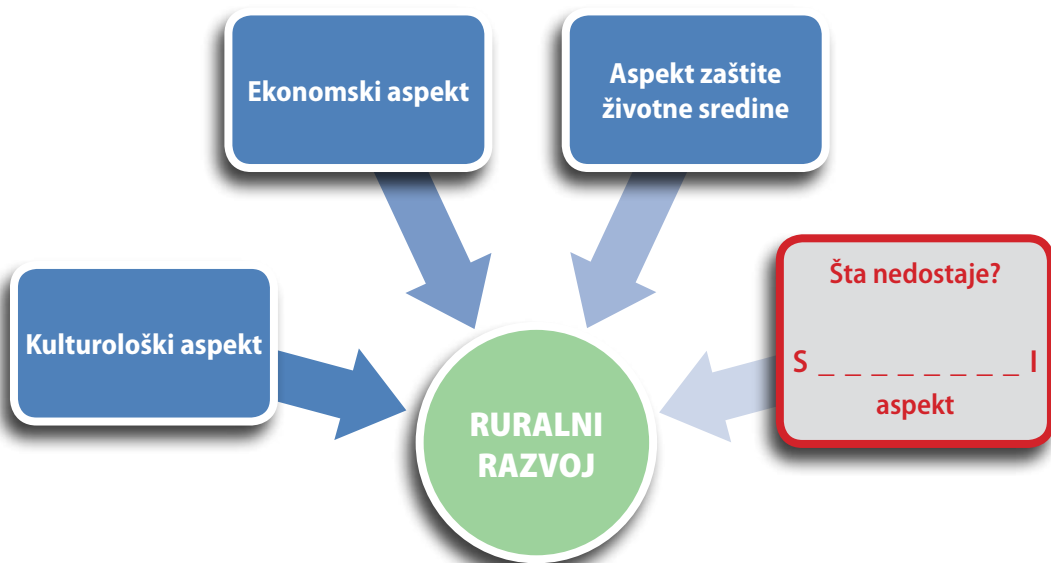 Ekonomski aspekt
Aspekt zaštite
životne sredine
Kulturološki aspekt
Šta nedostaje?
S _ _ _ _ _ _ _ _ I
aspekt
RURALNI
RAZVOJ